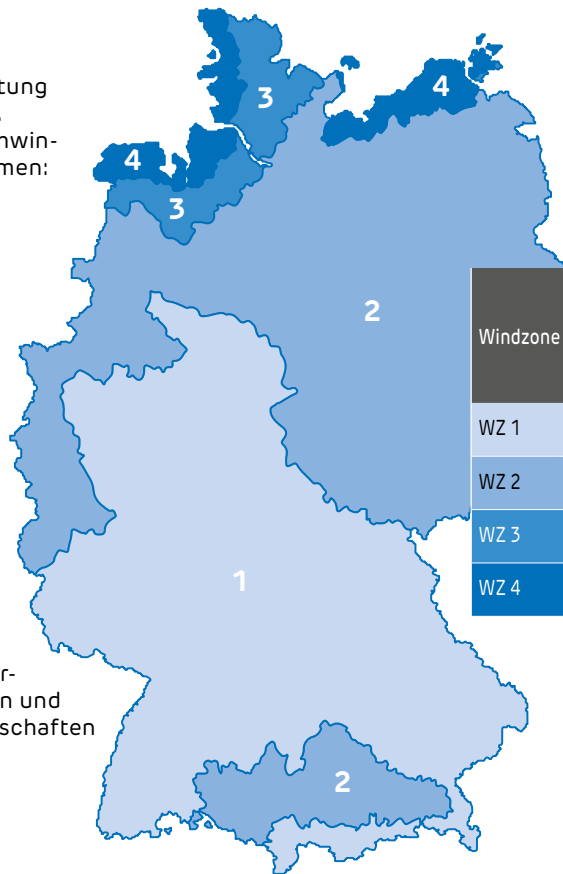 tung
hwin-
men:
r-
n und
schaften
3
4
4
3
2
1
2
Windzone
WZ 1
WZ 2
WZ 3
WZ 4